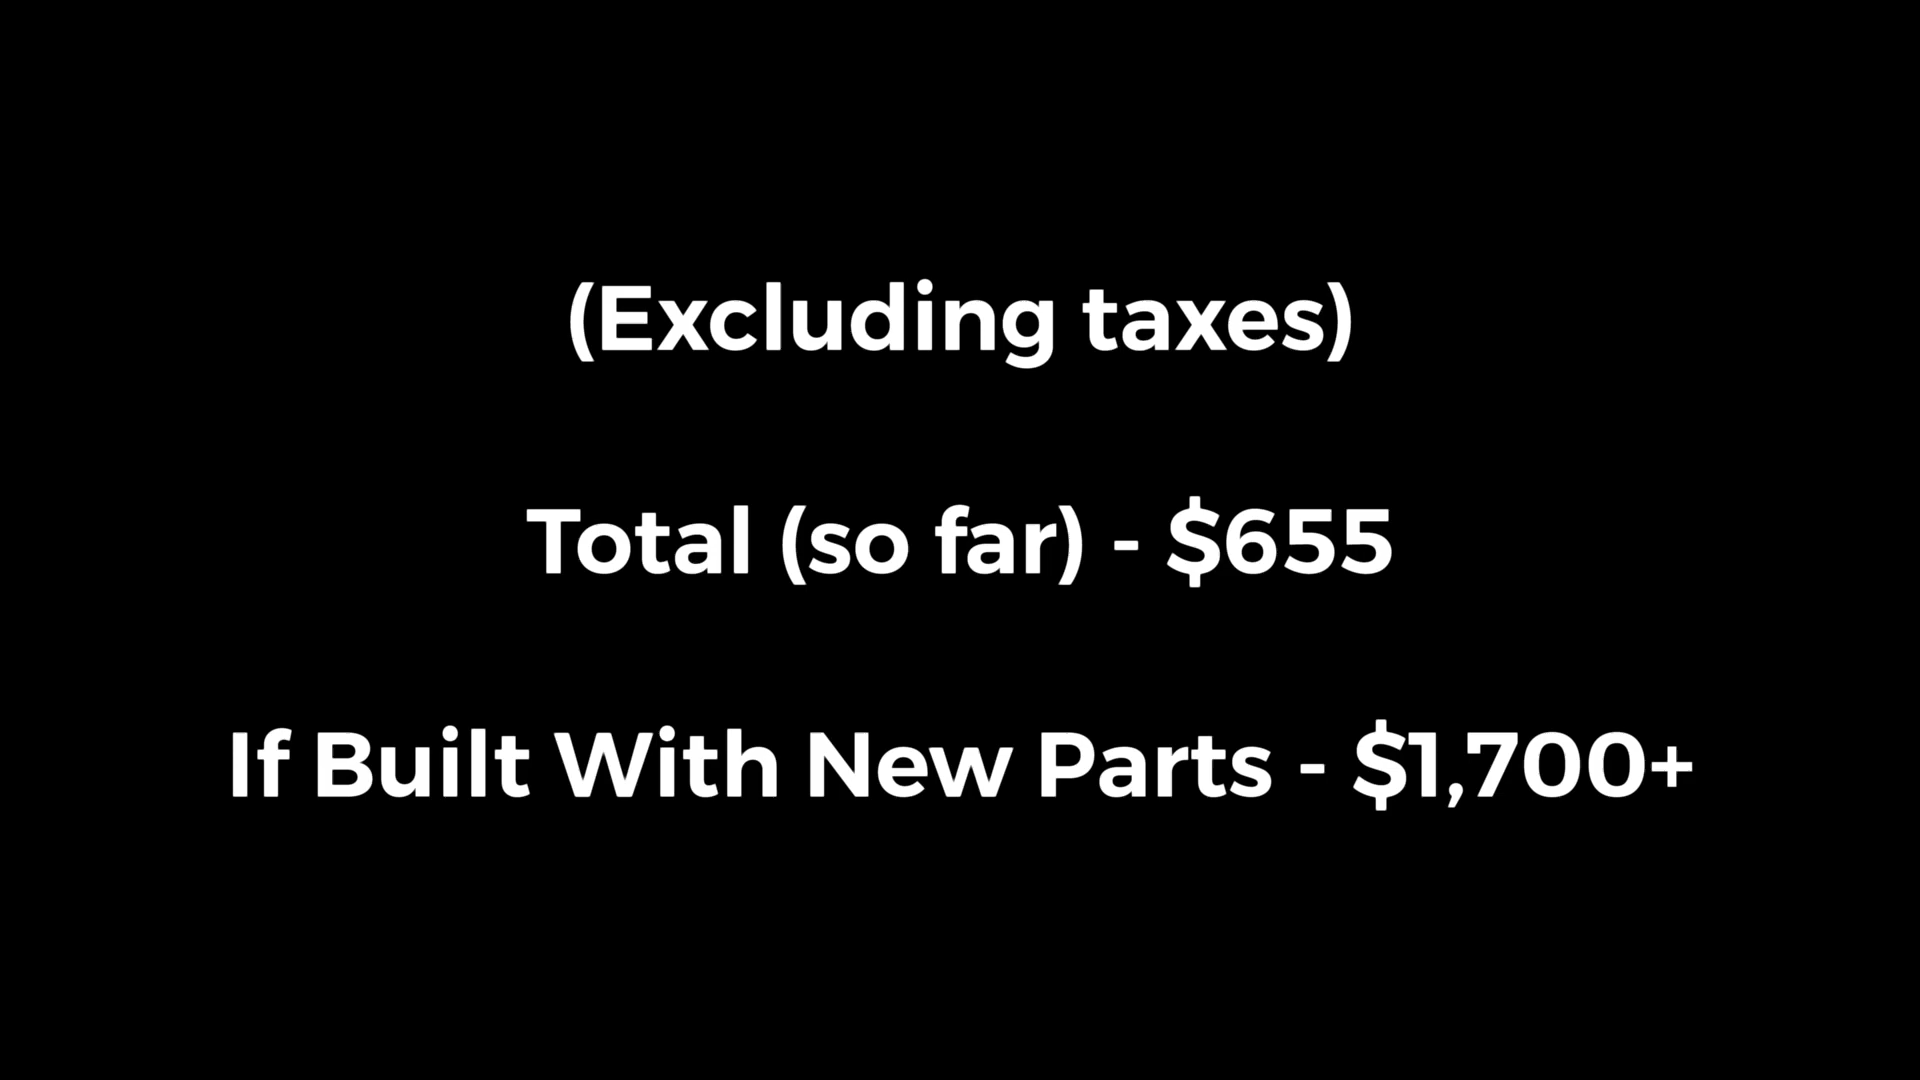 (Excluding taxes)
Total (so far) - $655
If Built With New Parts - $1,700+